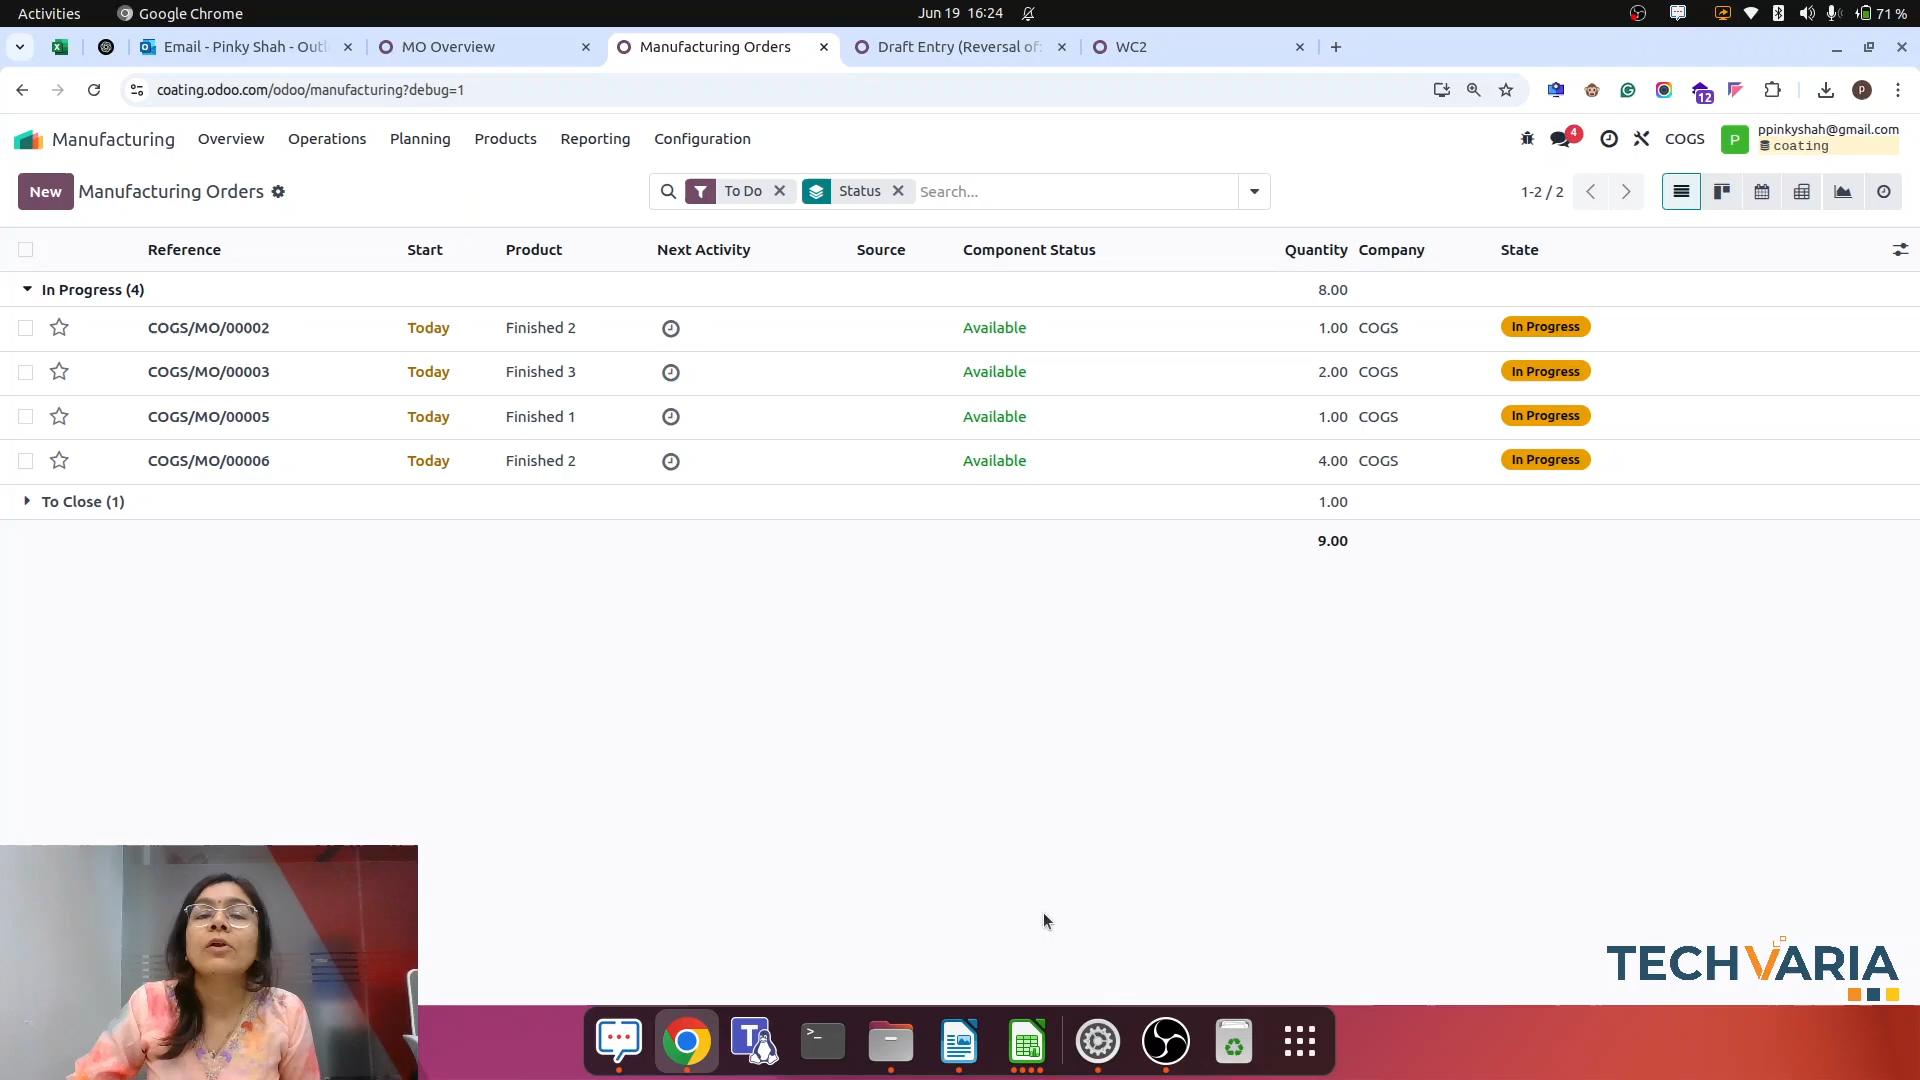 Activities Google Chrome Jun 19 16:24 71 %
Email - Pinky Shah - Outl MO Overview Manufacturing Orders Draft Entry (Reversal of: WC2
coating.odoo.com/odoo/manufacturing?debug=1 12
Manufacturing Overview Operations Planning Products Reporting Configuration 4 COGS P ppinkyshah@gmail.com
coating
New Manufacturing Orders To Do Status Search... 1-2 / 2
Reference Start Product Next Activity Source Component Status Quantity Company State
In Progress (4) 8.00
COGS/MO/00002 Today Finished 2 Available 1.00 COGS In Progress
COGS/MO/00003 Today Finished 3 Available 2.00 COGS In Progress
COGS/MO/00005 Today Finished 1 Available 1.00 COGS In Progress
COGS/MO/00006 Today Finished 2 Available 4.00 COGS In Progress
To Close (1) 1.00
9.00
TECHVARIA